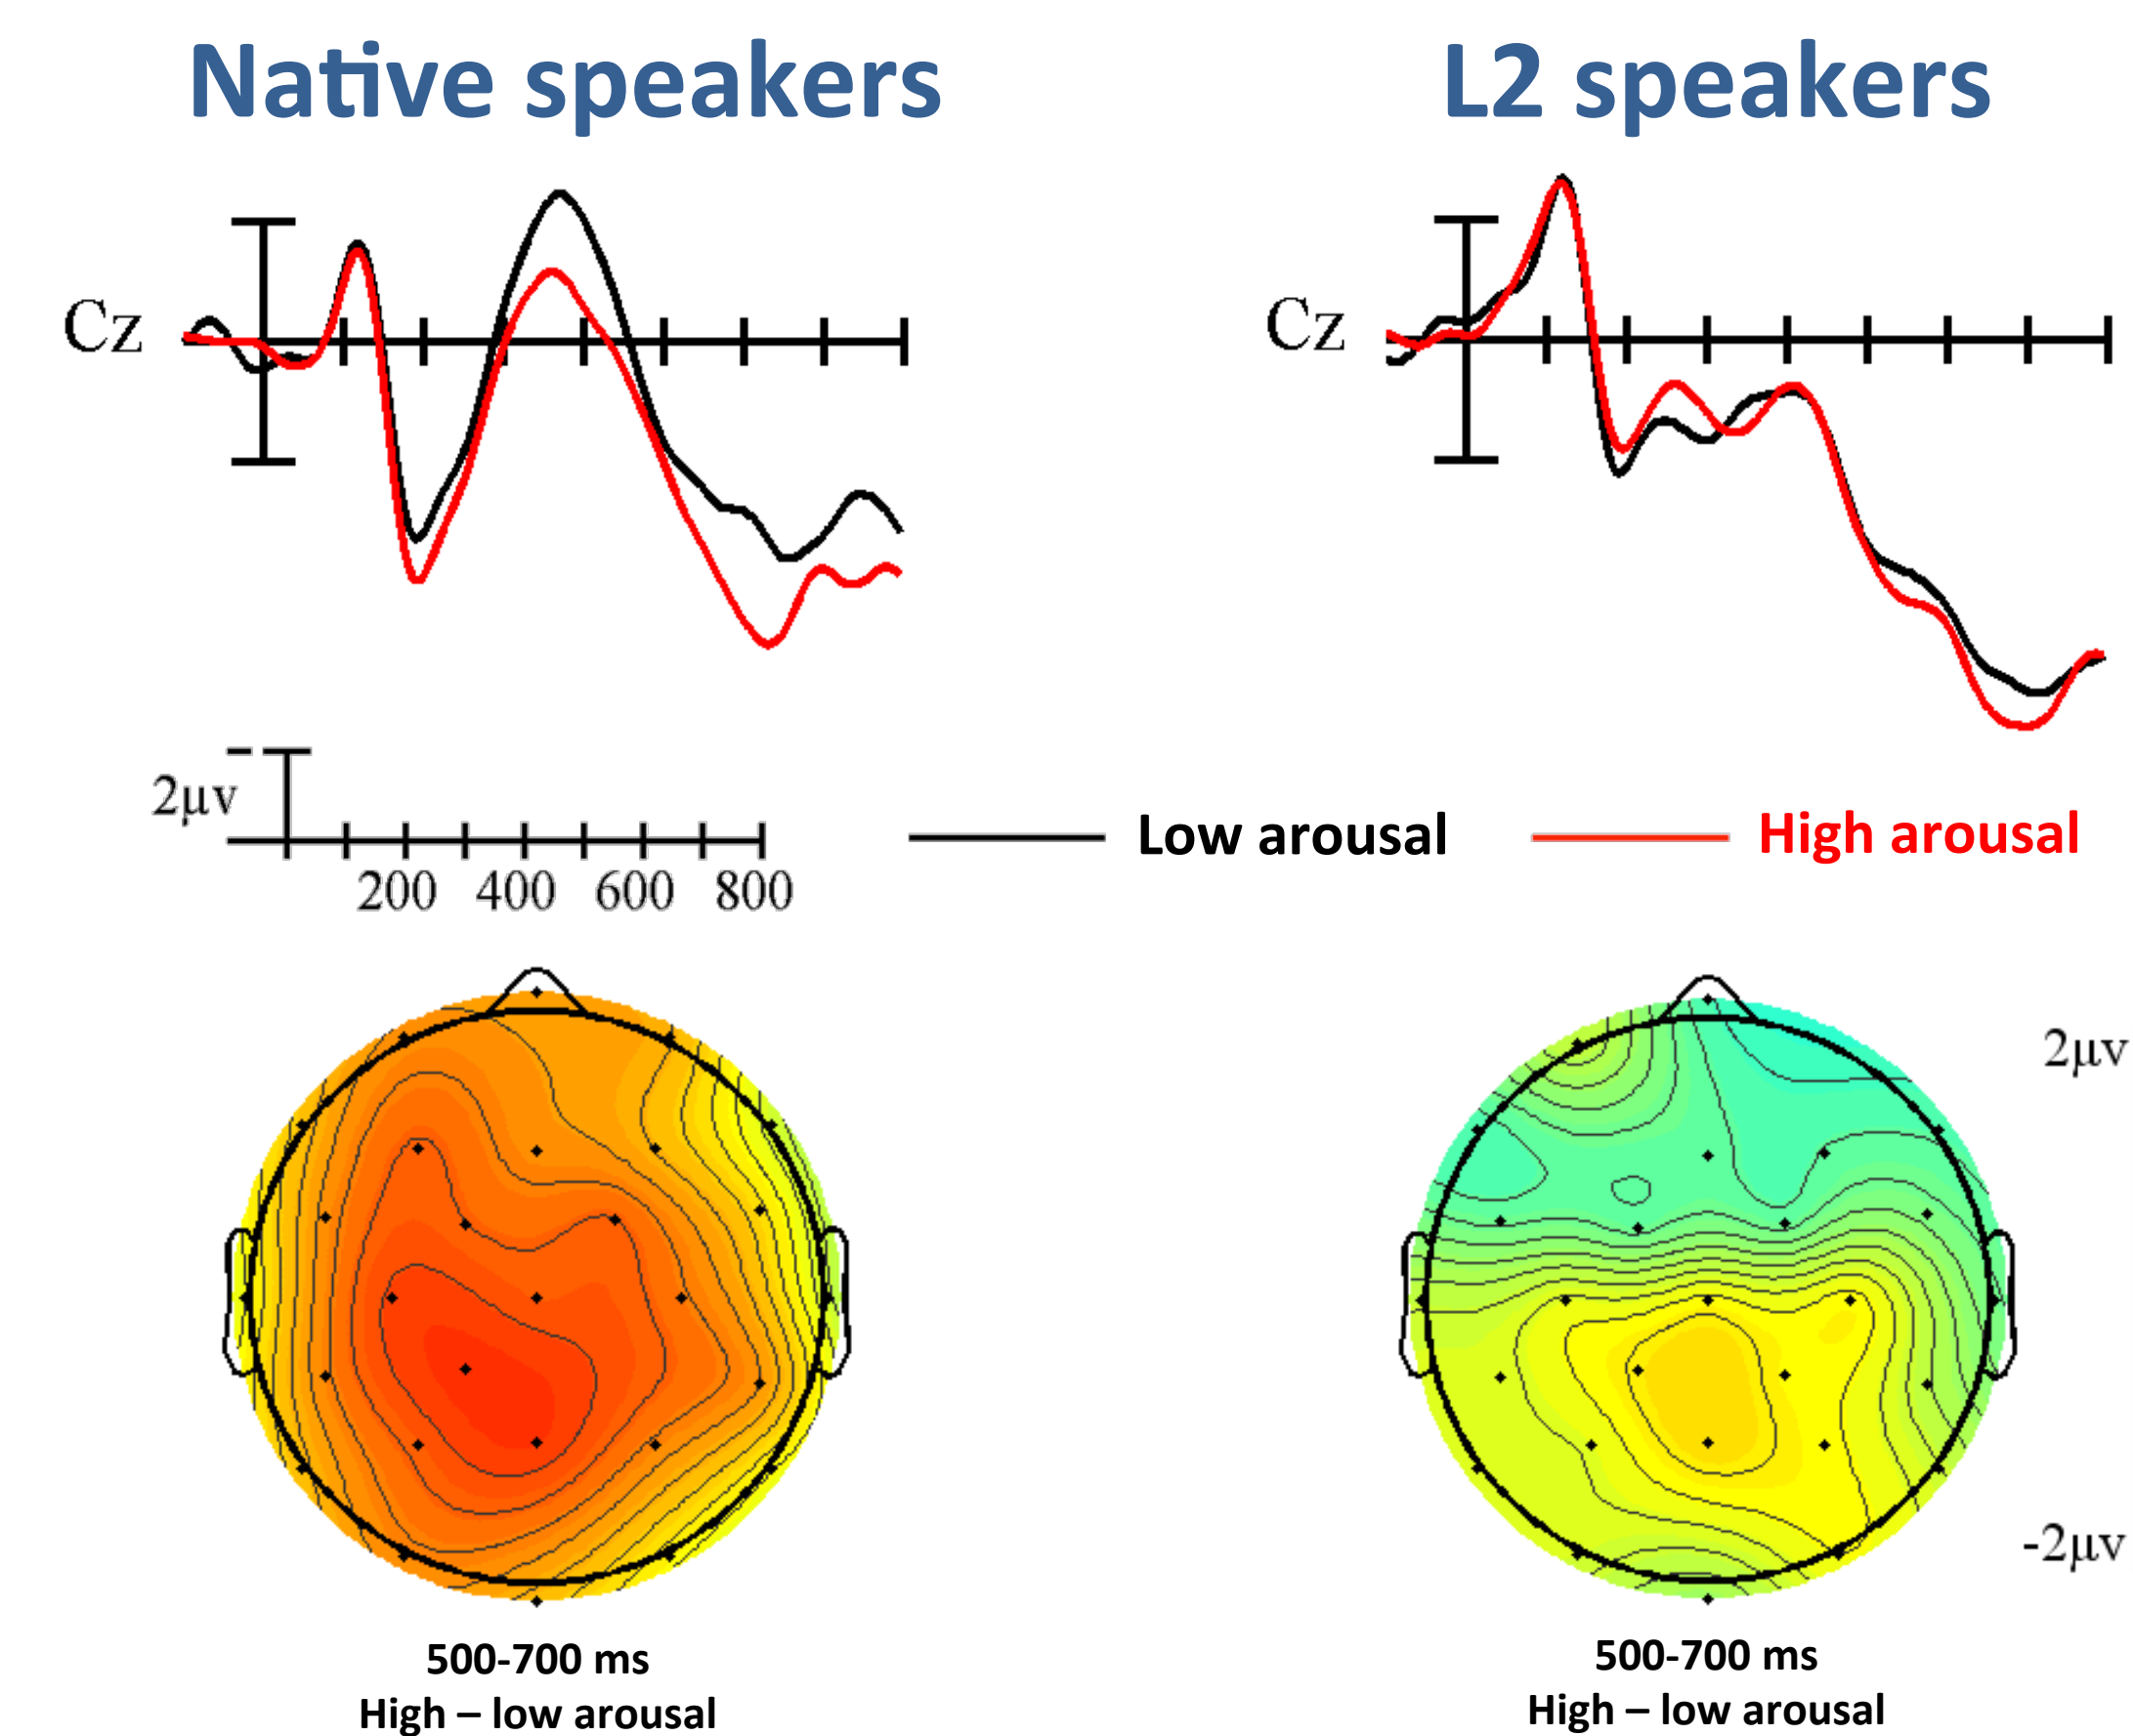 Native speakers
L2 speakers
Cz
Cz
2μv
200 400 600 800
Low arousal
High arousal
2μv
-2μv
500-700 ms
High – low arousal
500-700 ms
High – low arousal